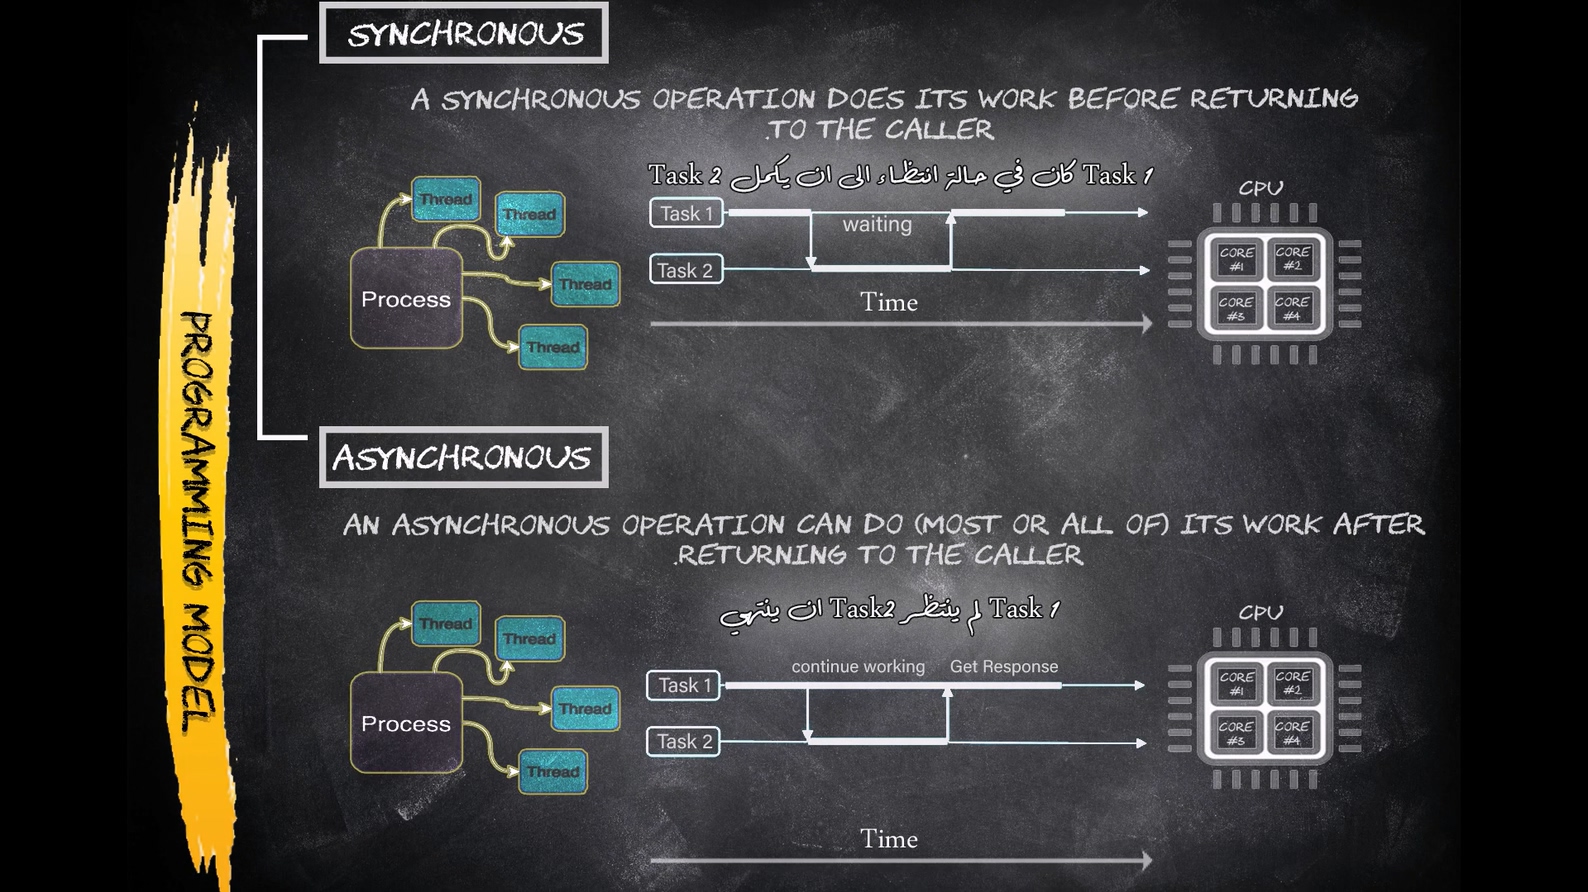 SYNCHRONOUS
A SYNCHRONOUS OPERATION DOES ITS WORK BEFORE RETURNING
.TO THE CALLER
Task 1 كان في حالة انتظاء الى ان يكمل Task 2
Thread
Thread
Process
Thread
Thread
Task 1
waiting
Task 2
Time
CPU
CORE #1
CORE #2
CORE #3
CORE #4
PROGRAMMING MODEL
ASYNCHRONOUS
AN ASYNCHRONOUS OPERATION CAN DO (MOST OR ALL OF) ITS WORK AFTER
.RETURNING TO THE CALLER
Task 1 لم ينتظر Task2 ان ينتهي
Thread
Thread
Process
Thread
Thread
continue working
Get Response
Task 1
Task 2
Time
CPU
CORE #1
CORE #2
CORE #3
CORE #4